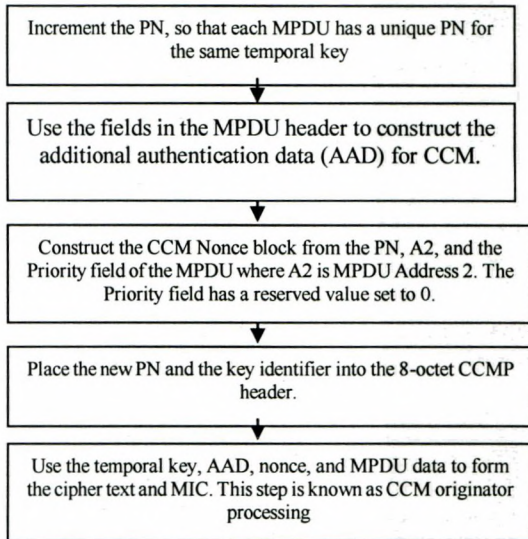 Increment the PN, so that each MPDU has a unique PN for
the same temporal key
Use the fields in the MPDU header to construct the
additional authentication data (AAD) for CCM.
Construct the CCM Nonce block from the PN, A2, and the
Priority field of the MPDU where A2 is MPDU Address 2. The
Priority field has a reserved value set to 0.
Place the new PN and the key identifier into the 8-octet CCMP
header.
Use the temporal key, AAD, nonce, and MPDU data to form
the cipher text and MIC. This step is known as CCM originator
processing